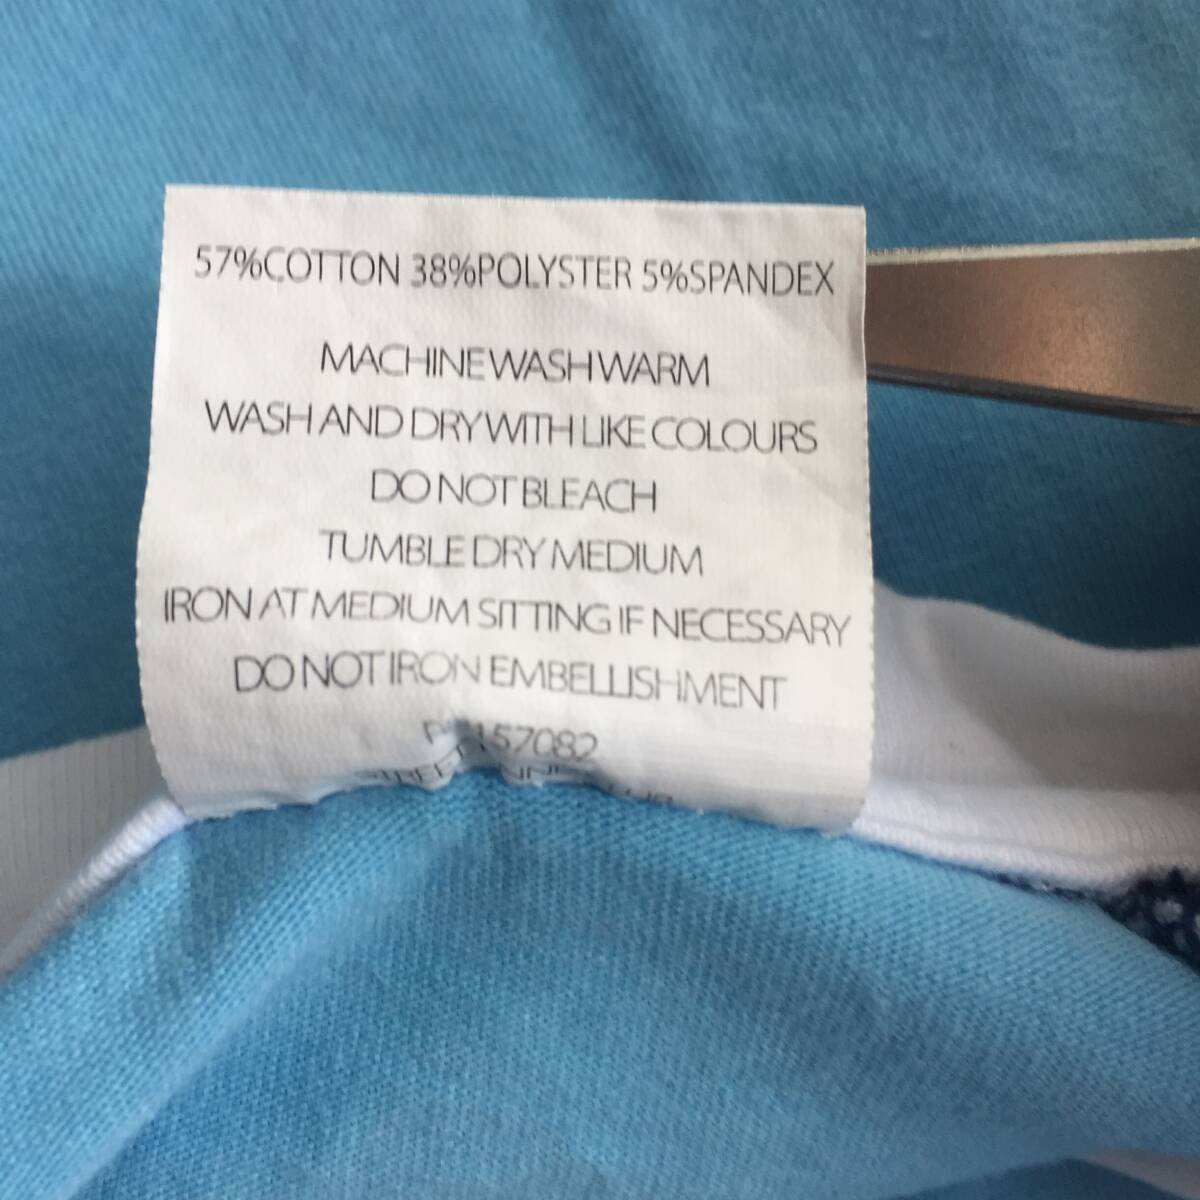 57%COTTON 38%POLYSTER 5%SPANDEX
MACHINE WASH WARM
WASH AND DRY WITH LIKE COLOURS
DO NOT BLEACH
TUMBLE DRY MEDIUM
IRON AT MEDIUM SITTING IF NECESSARY
DO NOT IRON EMBELLISHMENT
157082